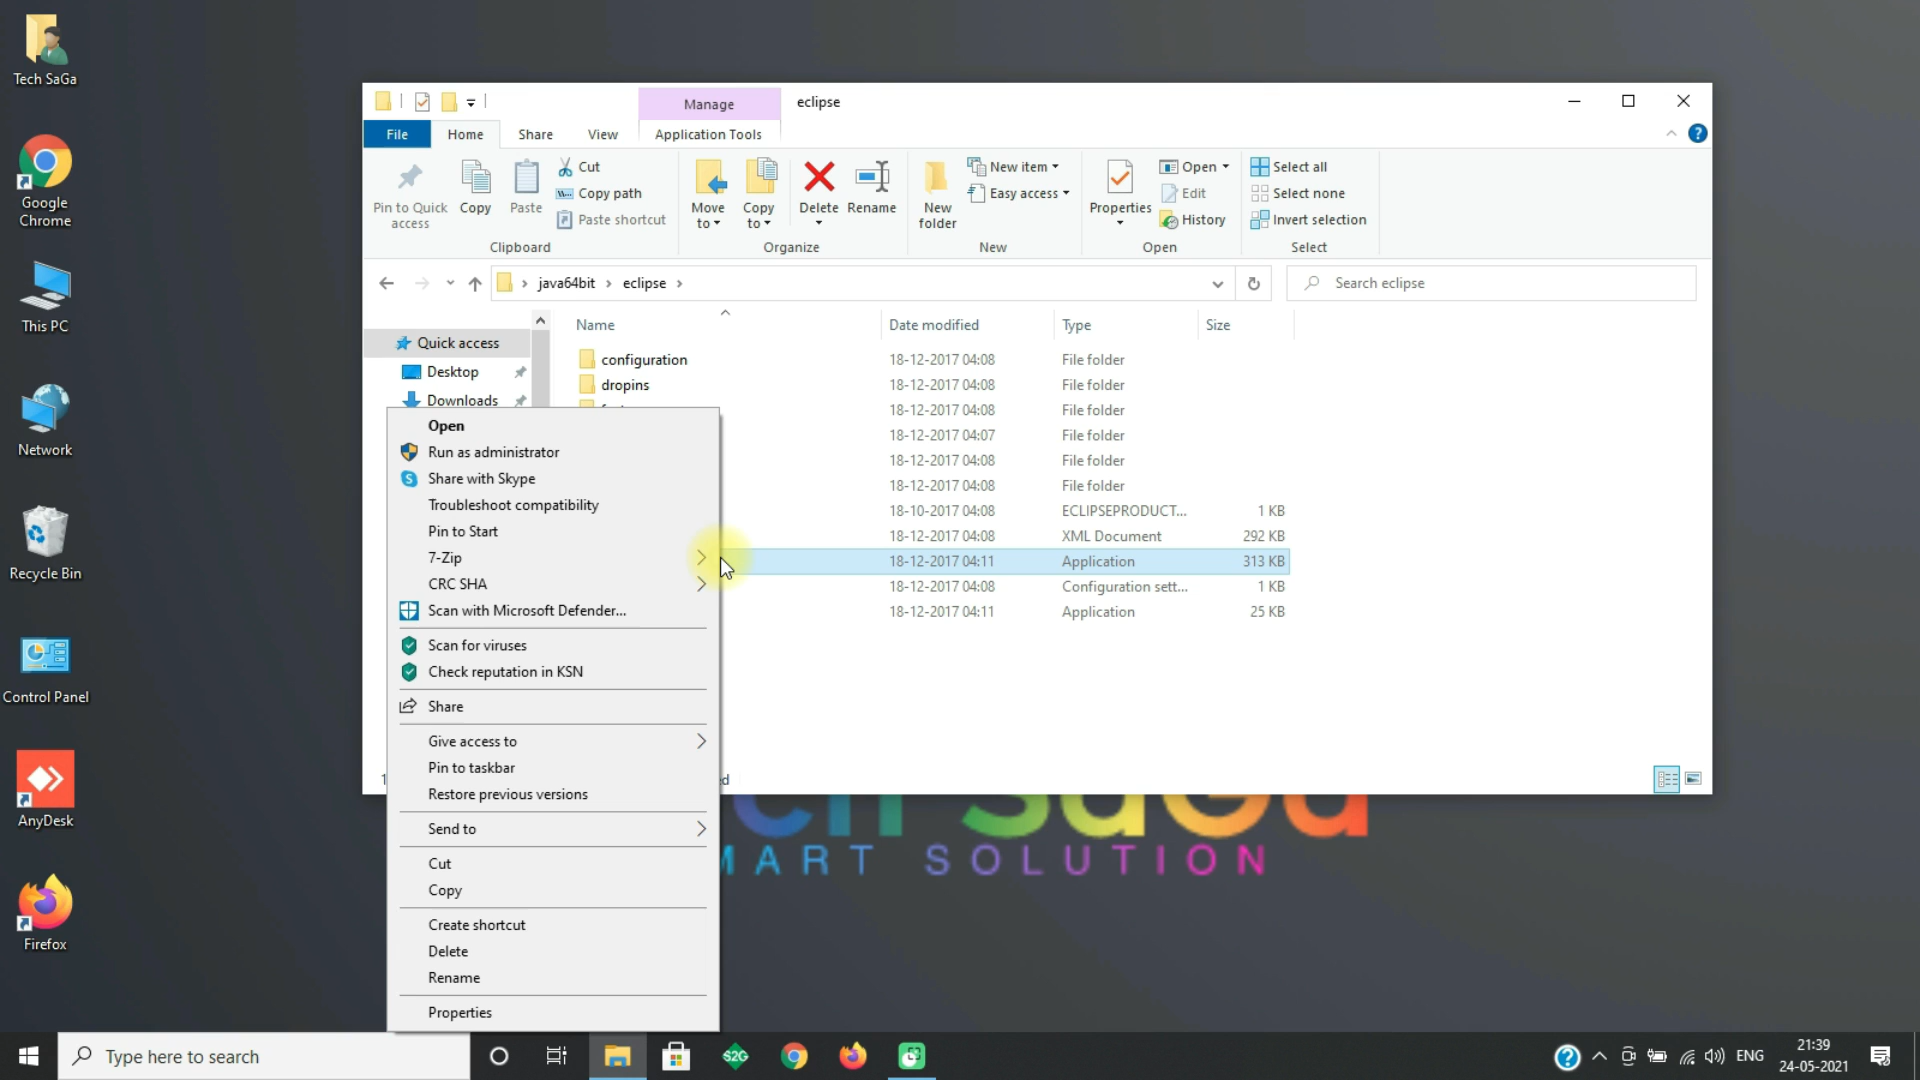 Tech SaGa
Google
Chrome
This PC
Network
Recycle Bin
Control Panel
AnyDesk
Firefox
Manage
eclipse
File
Home
Share
View
Application Tools
Pin to Quick
access
Copy
Paste
Cut
Copy path
Paste shortcut
Clipboard
Move
to
Copy
to
Delete
Rename
Organize
New
folder
New item
Easy access
New
Properties
Open
Edit
History
Open
Select all
Select none
Invert selection
Select
java64bit
eclipse
Search eclipse
Quick access
Desktop
Downloads
Name
Date modified
Type
Size
configuration 18-12-2017 04:08 File folder
dropins 18-12-2017 04:08 File folder
18-12-2017 04:08 File folder
18-12-2017 04:07 File folder
18-12-2017 04:08 File folder
18-12-2017 04:08 File folder
18-10-2017 04:08 ECLIPSEPRODUCT... 1 KB
18-12-2017 04:08 XML Document 292 KB
18-12-2017 04:11 Application 313 KB
18-12-2017 04:08 Configuration sett... 1 KB
18-12-2017 04:11 Application 25 KB
Open
Run as administrator
Share with Skype
Troubleshoot compatibility
Pin to Start
7-Zip
CRC SHA
Scan with Microsoft Defender...
Scan for viruses
Check reputation in KSN
Share
Give access to
Pin to taskbar
Restore previous versions
Send to
Cut
Copy
Create shortcut
Delete
Rename
Properties
SOLUTION
Type here to search
S2G
ENG
21:39
24-05-2021